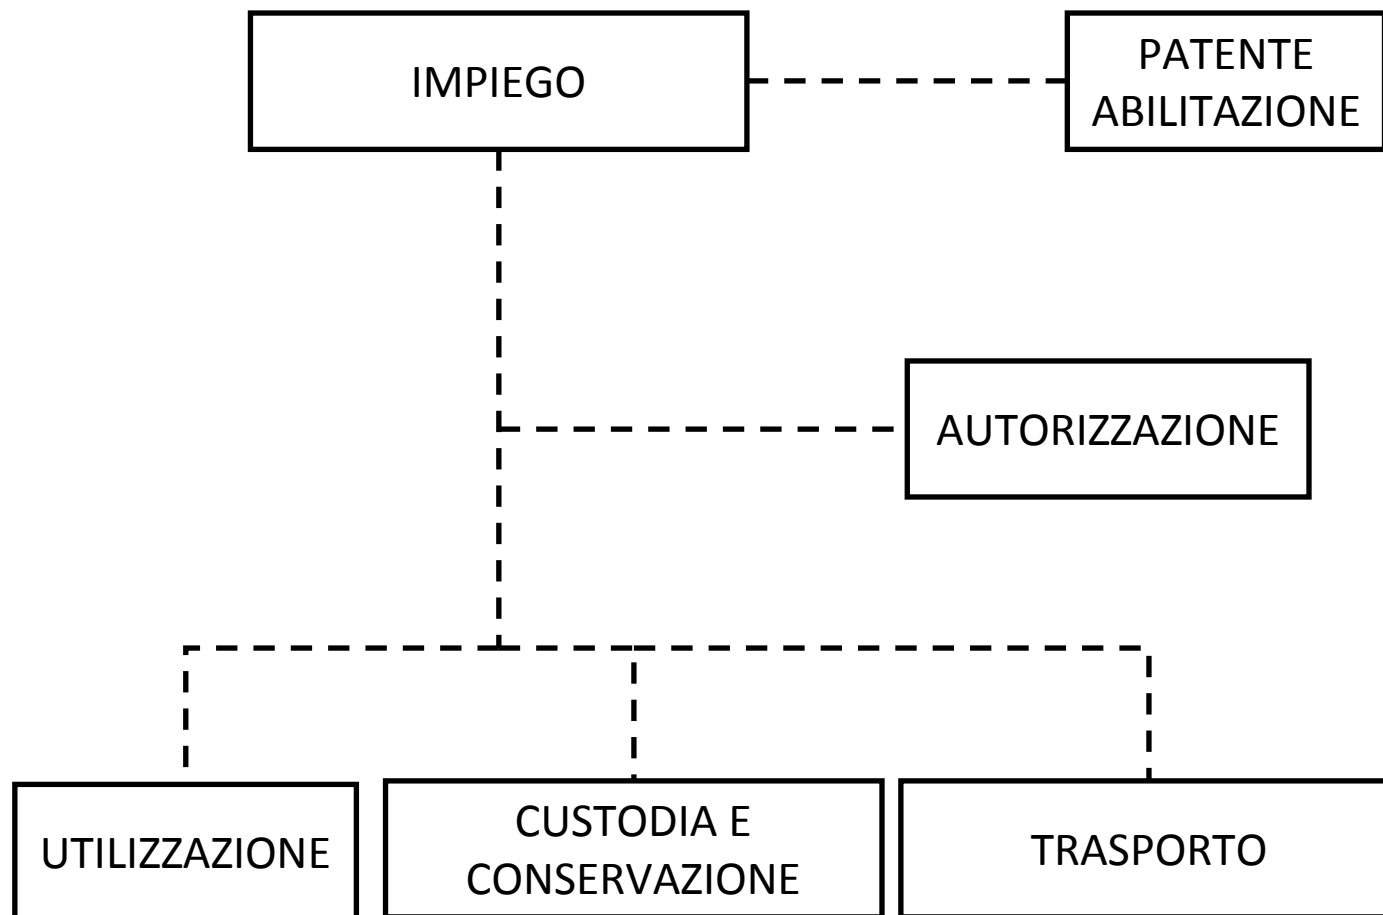 IMPIEGO
PATENTE
ABILITAZIONE
AUTORIZZAZIONE
UTILIZZAZIONE
CUSTODIA E
CONSERVAZIONE
TRASPORTO